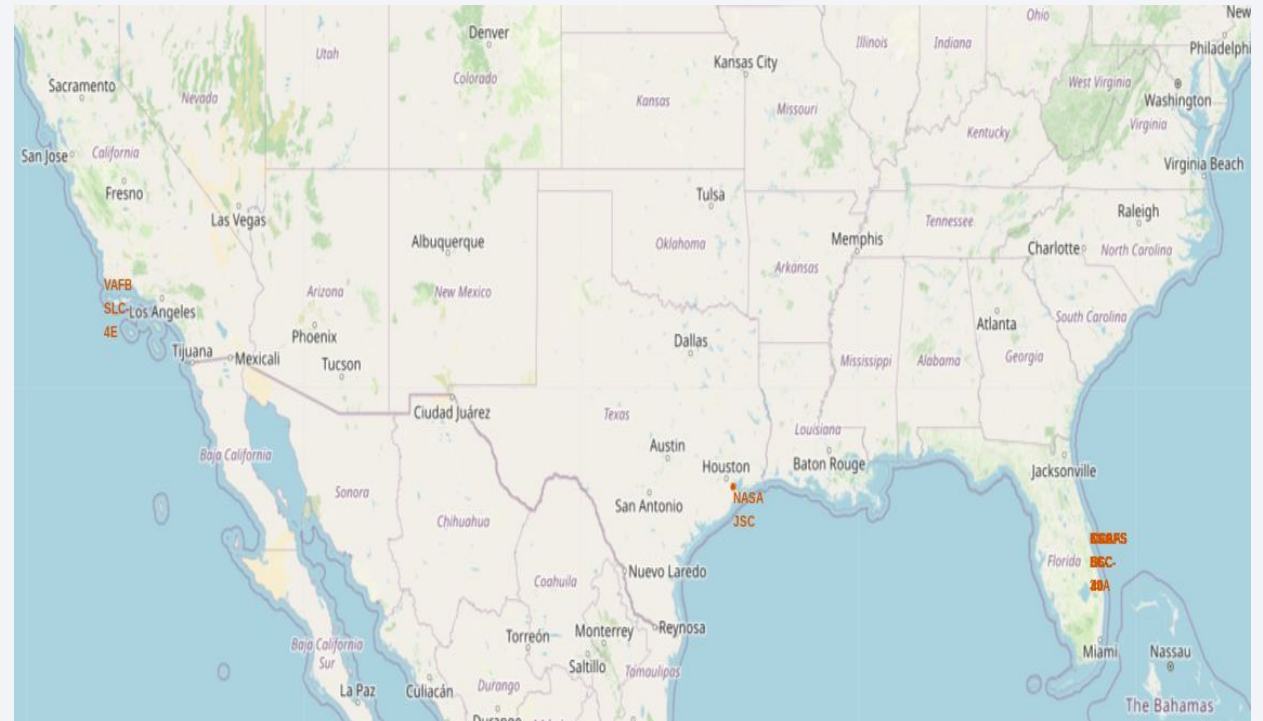 New
Ohio
Denver
Illinois
Indiana
Philadelphi
Utah
Kansas City
Colorado
West Virginia
Sacramento
Nevada
Kansas
Missouri
Washington
Virginia
Kentucky
San Jose
California
Virginia Beach
Fresno
Tulsa
Las Vegas
Raleigh
Tennessee
Albuquerque
Oklahoma
Memphis
Charlotte
North Carolina
Arkansas
VAFB
SLC-
4E
Los Angeles
Arizona
New Mexico
South Carolina
Phoenix
Atlanta
Dallas
Tijuana
Mexicali
Tucson
Mississippi
Alabama
Georgia
Ciudad Juárez
Texas
Louisiana
Austin
Baja California
Houston
Baton Rouge
Jacksonville
Sonora
NASA
JSC
San Antonio
Chihuahua
Florida
Nuevo Laredo
Coahuila
Torreón
Monterrey
Reynosa
Baja California
Sur
Saltillo
Tamaulipas
Miami
Nassau
La Paz
Culiacán
Durango
The Bahamas
Durango